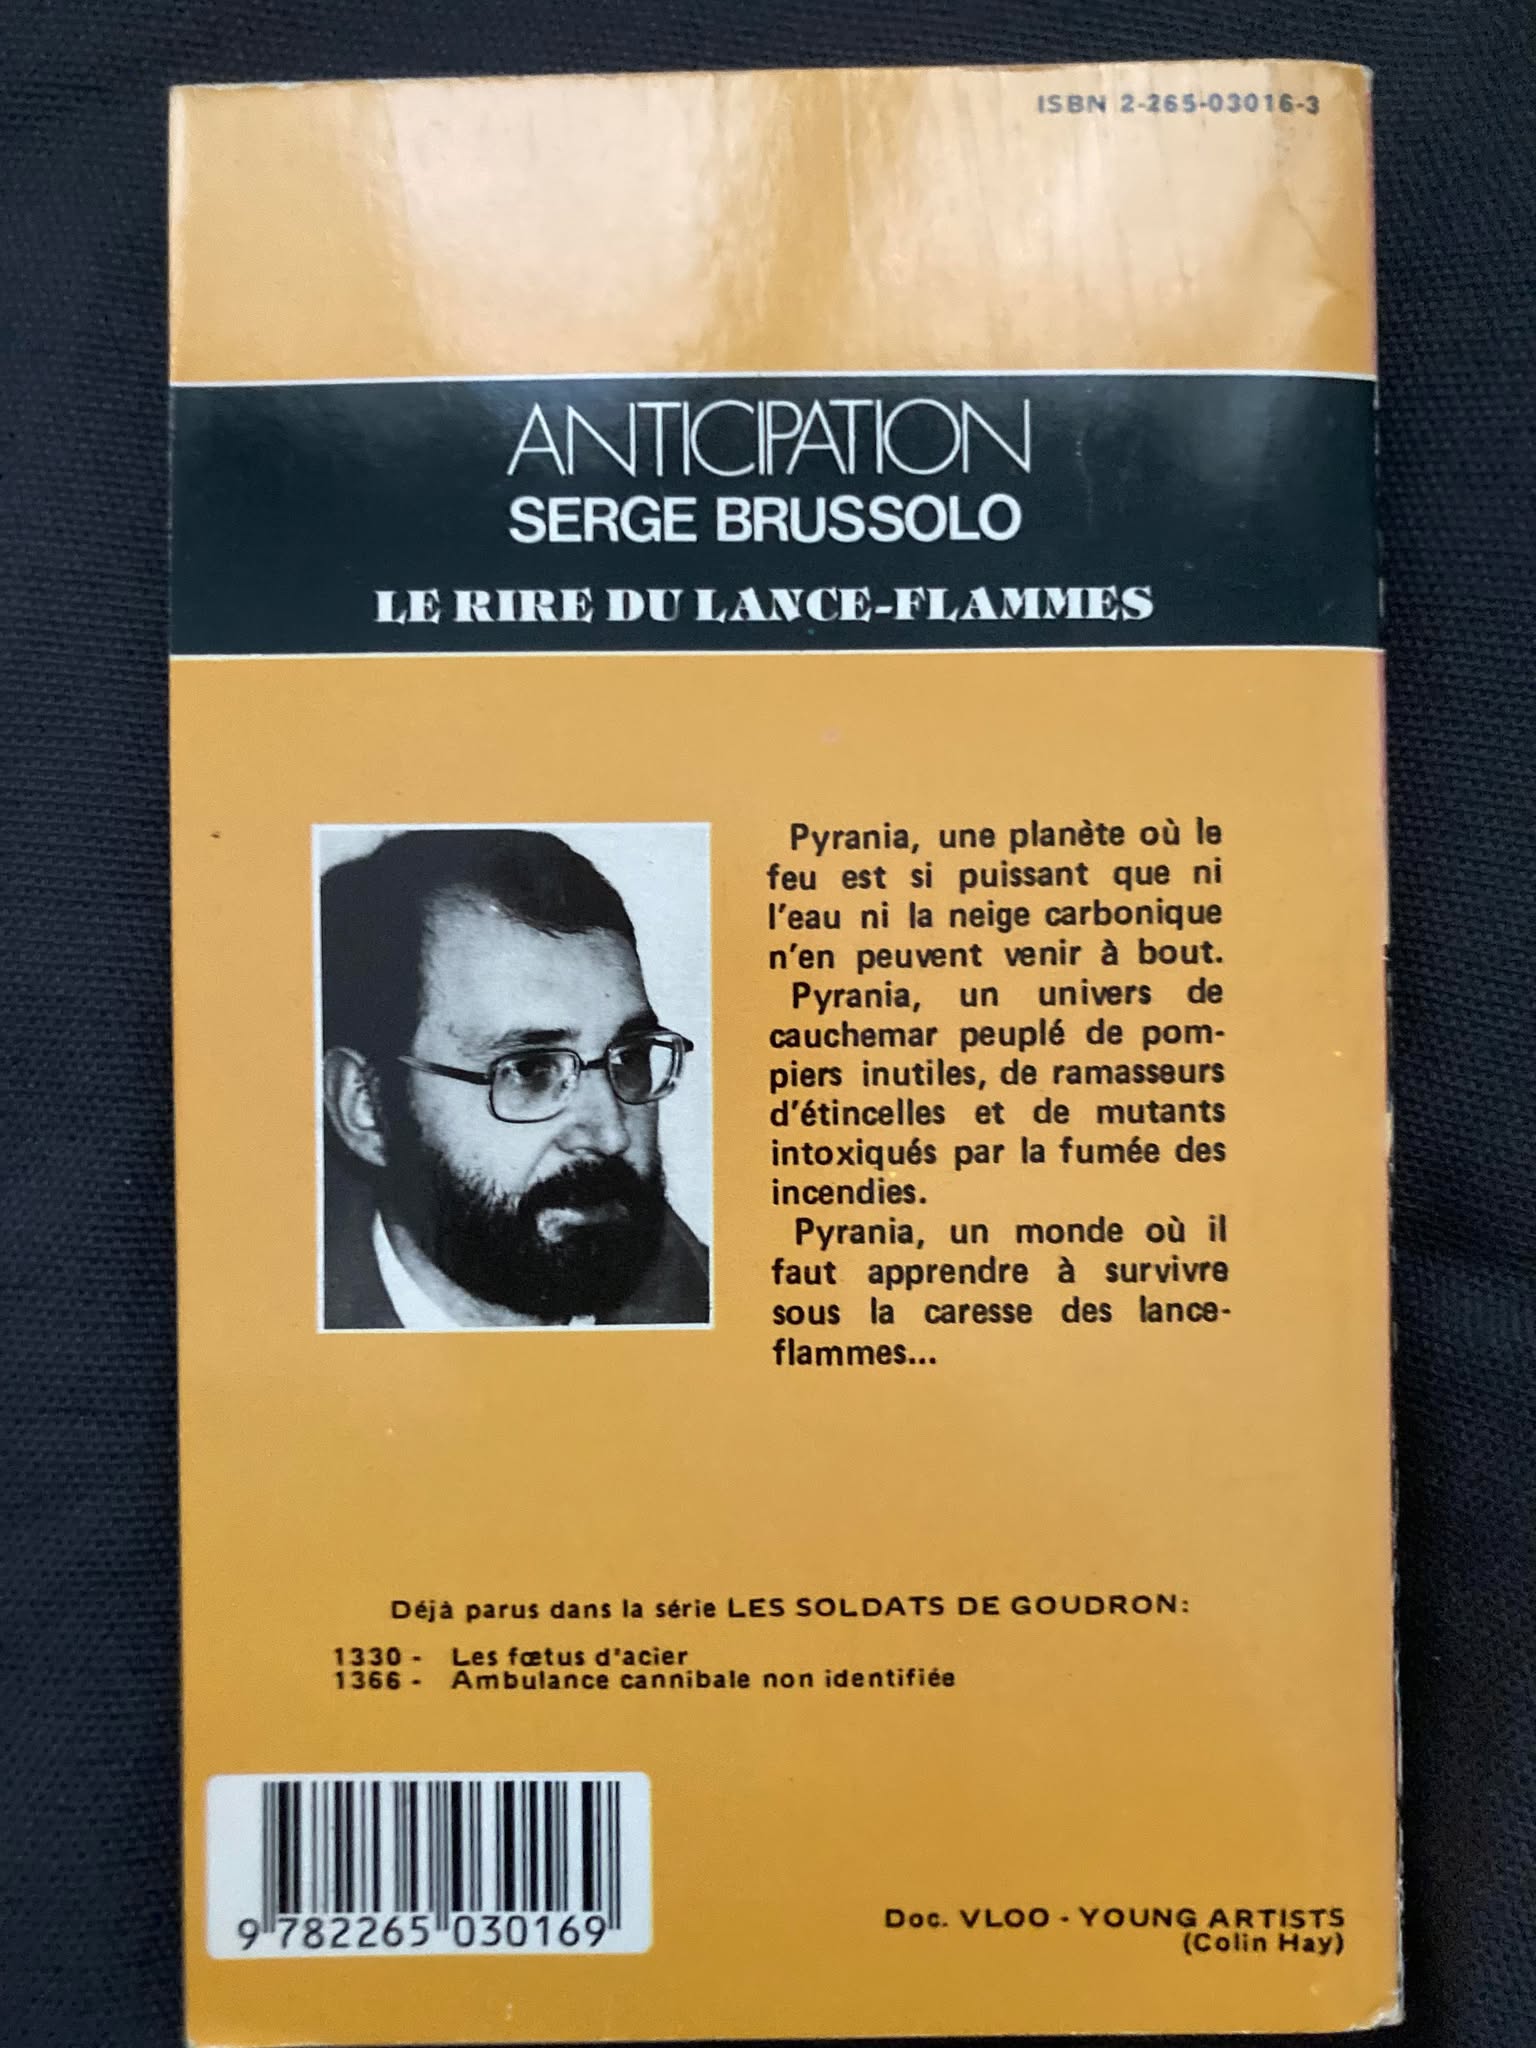 ISBN 2-265-03016-3
ANTICIPATION
SERGE BRUSSOLO
LE RIRE DU LANCE-FLAMMES
Pyrania, une planète où le
feu est si puissant que ni
l'eau ni la neige carbonique
n'en peuvent venir à bout.
Pyrania, un univers de
cauchemar peuplé de pom-
piers inutiles, de ramasseurs
d'étincelles et de mutants
intoxiqués par la fumée des
incendies.
Pyrania, un monde où il
faut apprendre à survivre
sous la caresse des lance-
flammes...
Déjà parus dans la série LES SOLDATS DE GOUDRON:
1330 - Les fœtus d'acier
1366 - Ambulance cannibale non identifiée
9 782265 030169
Doc. VLOO - YOUNG ARTISTS
(Colin Hay)